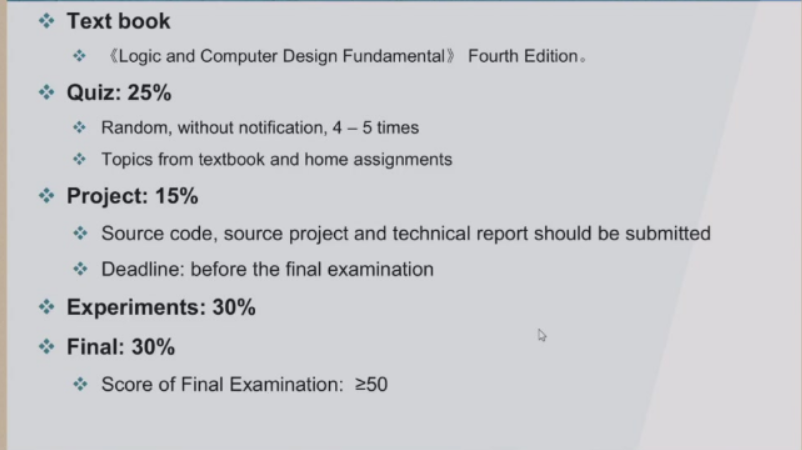 Text book
《Logic and Computer Design Fundamental》 Fourth Edition。
Quiz: 25%
Random, without notification, 4 – 5 times
Topics from textbook and home assignments
Project: 15%
Source code, source project and technical report should be submitted
Deadline: before the final examination
Experiments: 30%
Final: 30%
Score of Final Examination: ≥50